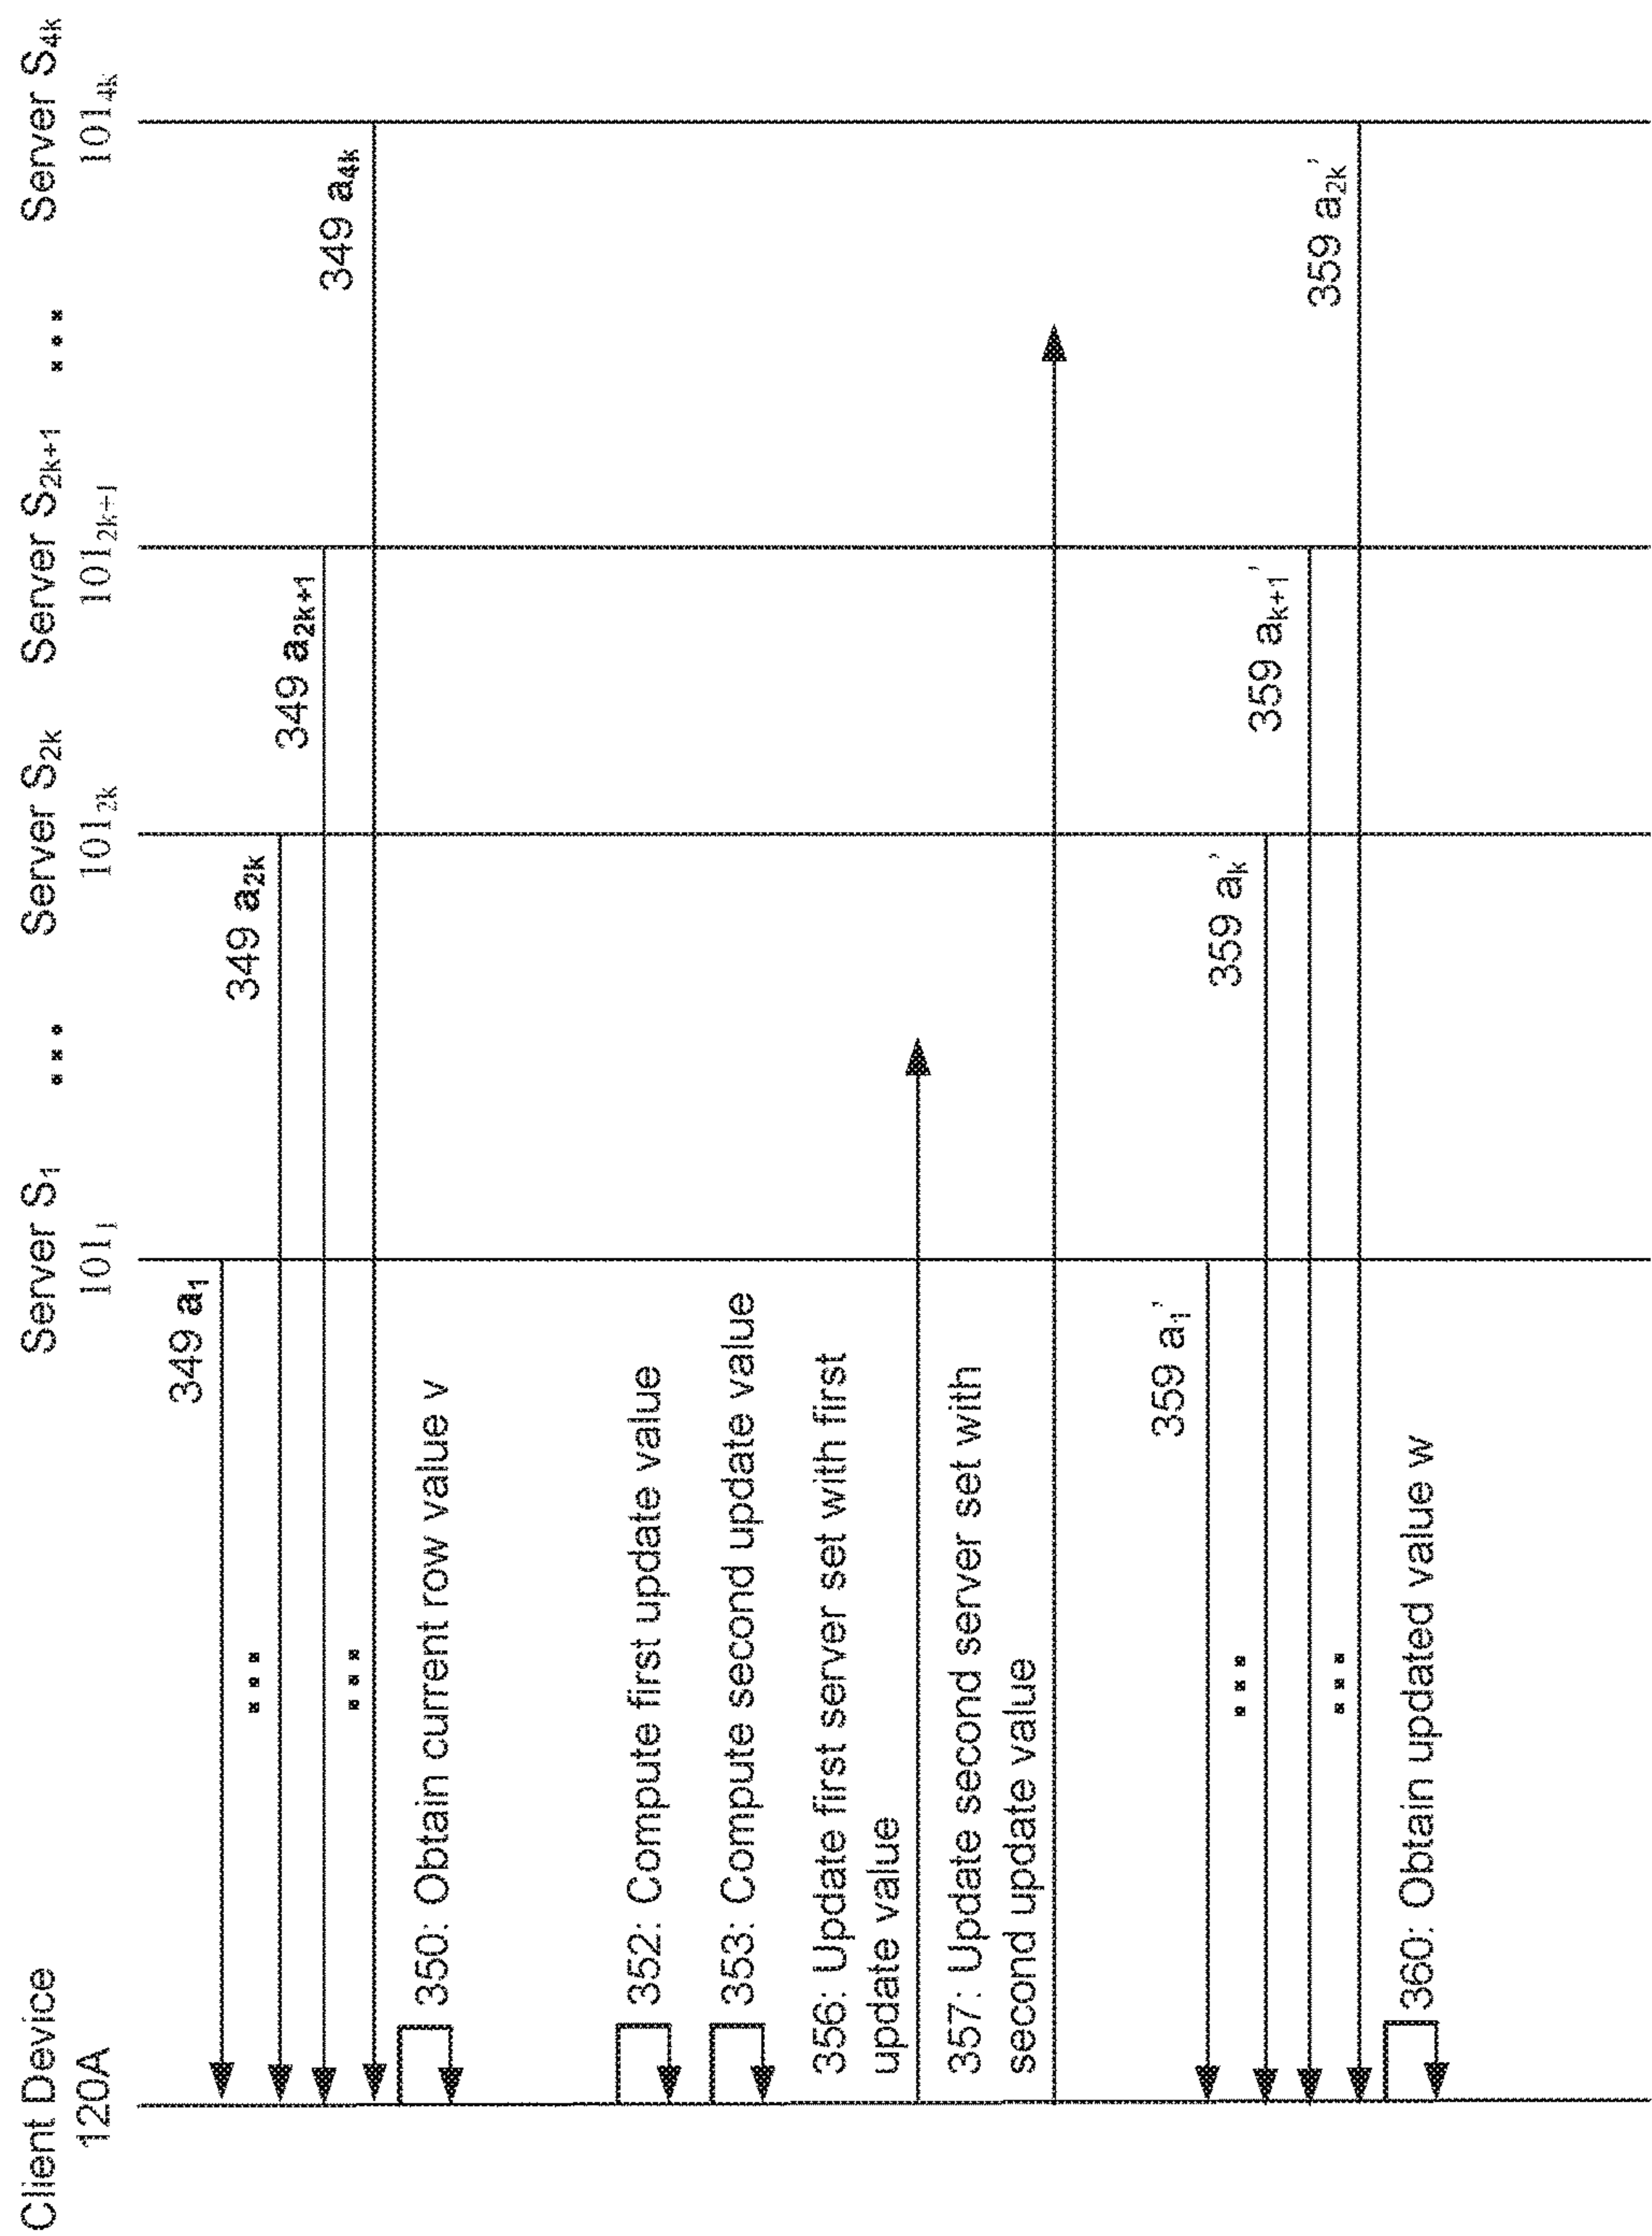 Client Device Server S₁ ... Server S₂ₖ Server S₂ₖ₊₁ ... Server S₄ₖ
120A 101₁ 101₂ₖ 101₂ₖ₊₁ 101₄ₖ
349 a₁
349 a₂ₖ
...
349 a₂ₖ₊₁
349 a₄ₖ
...
350: Obtain current row value v
352: Compute first update value
353: Compute second update value
356: Update first server set with first
update value
357: Update second server set with
second update value
359 a₁'
359 aₖ'
...
359 aₖ₊₁'
359 a₂ₖ'
...
360: Obtain updated value w